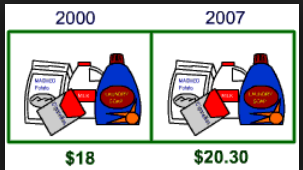 2000 2007
MASHED MASHED
Potato Potato
MILK MILK
LAUNDRY LAUNDRY
SOAP SOAP
$18 $20.30